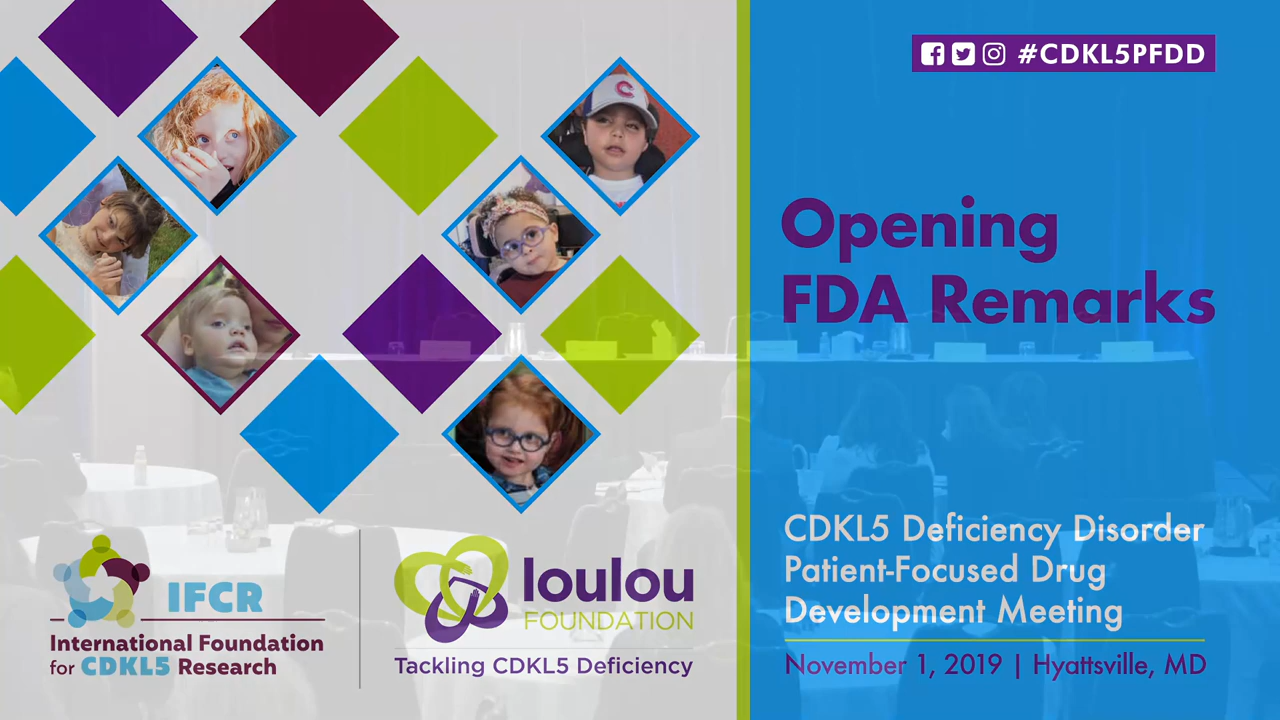 #CDKL5PFDD
Opening
FDA Remarks
CDKL5 Deficiency Disorder
Patient-Focused Drug
Development Meeting
November 1, 2019 | Hyattsville, MD
IFCR
International Foundation
for CDKL5 Research
loulou
FOUNDATION
Tackling CDKL5 Deficiency
C